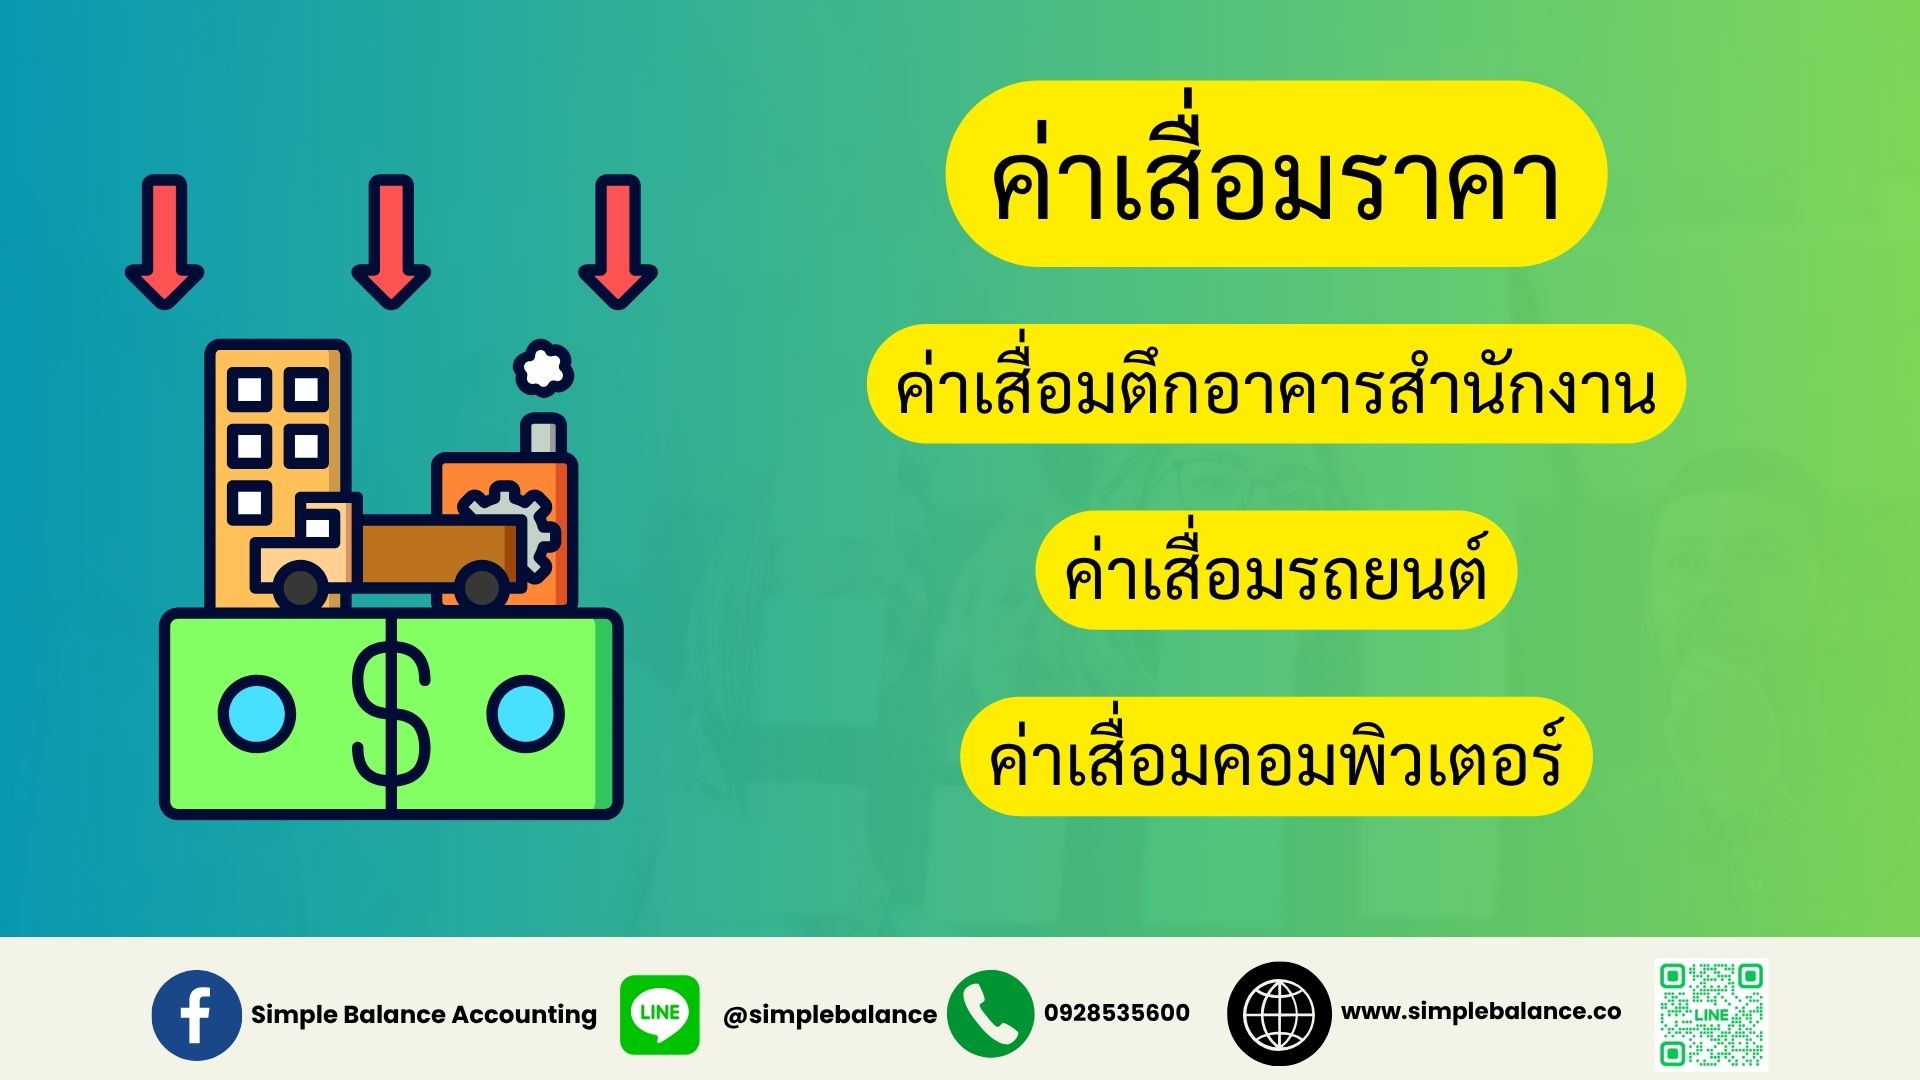 ค่าเสื่อมราคา
ค่าเสื่อมตึกอาคารสำนักงาน
ค่าเสื่อมรถยนต์
ค่าเสื่อมคอมพิวเตอร์
$
Simple Balance Accounting
LINE
@simplebalance
0928535600
www.simplebalance.co
LINE